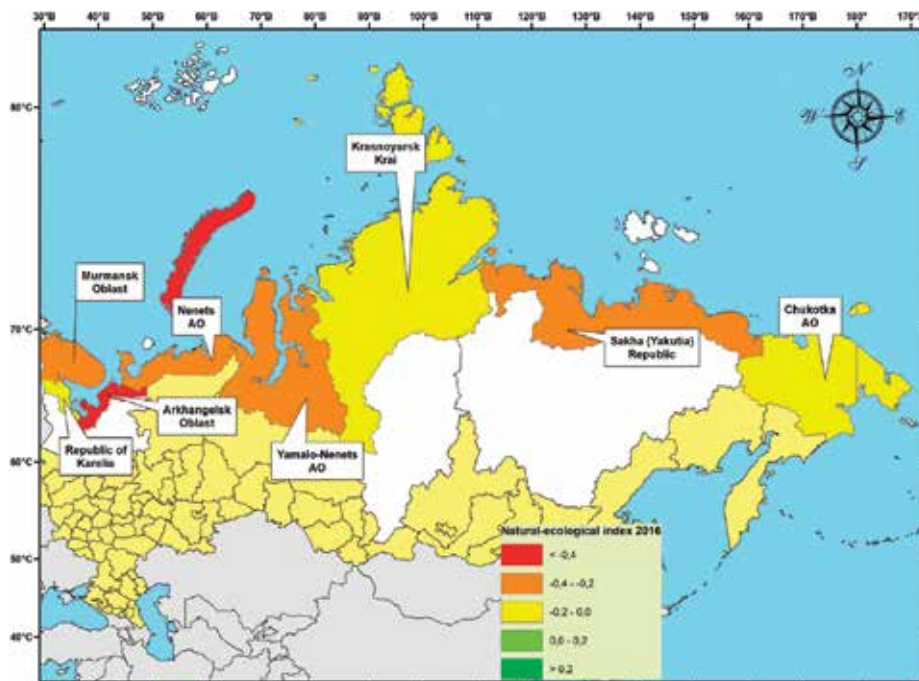 30°B 40°B 50°B 60°B 70°B 80°B 90°B 100°B 110°B 120°B 130°B 140°B 150°B 160°B 170°B 180°
80°C
70°C
60°C
50°C
40°C
N
W
E
S
Krasnoyarsk
Krai
Murmansk
Oblast
Nenets
AO
Chukotka
AO
Sakha (Yakutia)
Republic
Arkhangelsk
Oblast
Republic of
Karelia
Yamalo-Nenets
AO
Natural-ecological index 2016
< -0,4
-0,4 - -0,2
-0,2 - 0,0
0,0 - 0,2
> 0,2